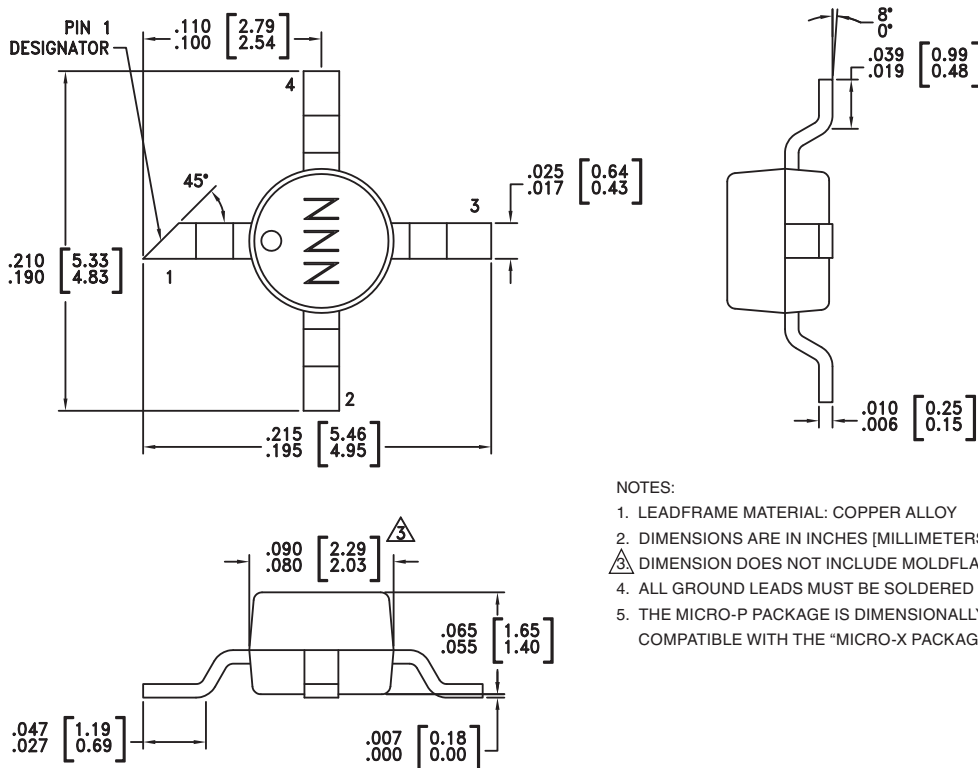 PIN 1
DESIGNATOR
.110 [2.79]
.100 [2.54]
4
45°
NNN
3
1
2
.025 [0.64]
.017 [0.43]
.210 [5.33]
.190 [4.83]
.215 [5.46]
.195 [4.95]
8°
0°
.039 [0.99]
.019 [0.48]
.010 [0.25]
.006 [0.15]
.090 [2.29]
.080 [2.03]
3
.065 [1.65]
.055 [1.40]
.047 [1.19]
.027 [0.69]
.007 [0.18]
.000 [0.00]
NOTES:
1. LEADFRAME MATERIAL: COPPER ALLOY
2. DIMENSIONS ARE IN INCHES [MILLIMETERS
3. DIMENSION DOES NOT INCLUDE
4. ALL GROUND LEADS MUST BE SOLDERED
5. THE MICRO-P PACKAGE IS DIMENSIONALLY
COMPATIBLE WITH THE "MICRO-X